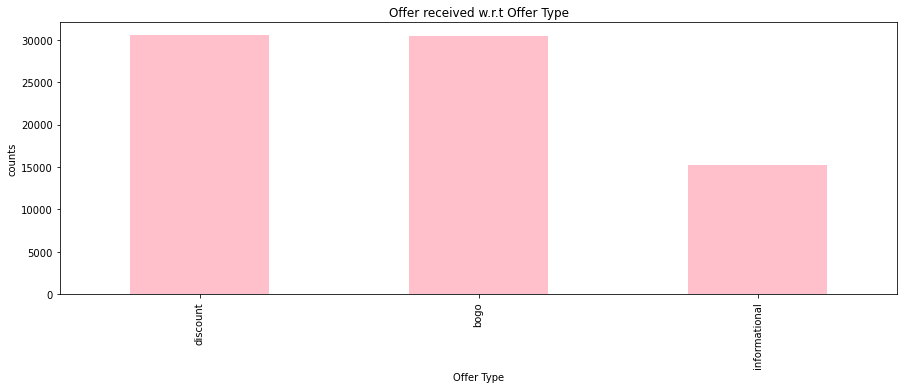 Offer received w.r.t Offer Type
counts
30000
25000
20000
15000
10000
5000
0
discount
bogo
informational
Offer Type